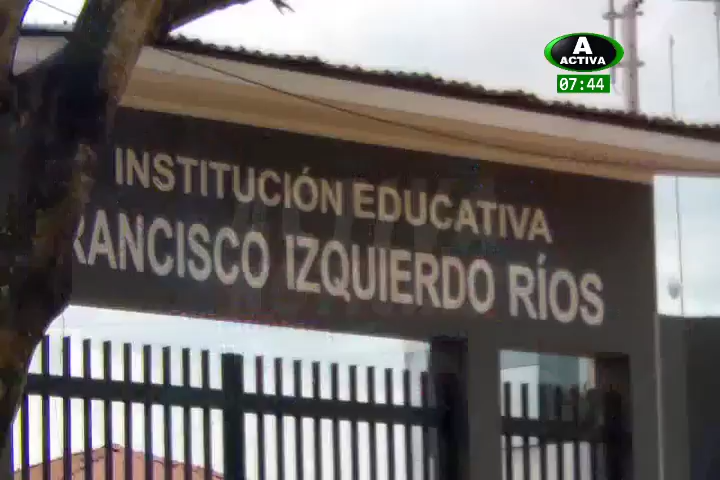 A
ACTIVA
07:44
INSTITUCIÓN EDUCATIVA
RANCISCO IZQUIERDO RÍOS